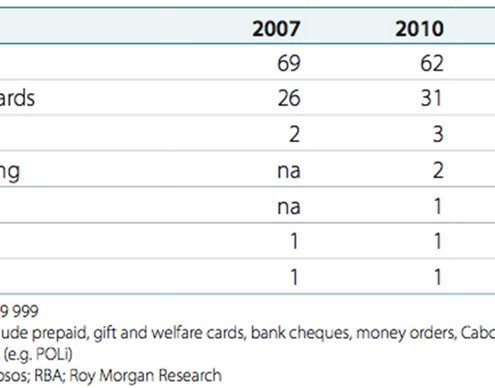 2007 2010
69 62
ards 26 31
2 3
ng na 2
na 1
1 1
1 1
9 999
ude prepaid, gift and welfare cards, bank cheques, money orders, Cabc
(e.g. POLi)
osos; RBA; Roy Morgan Research